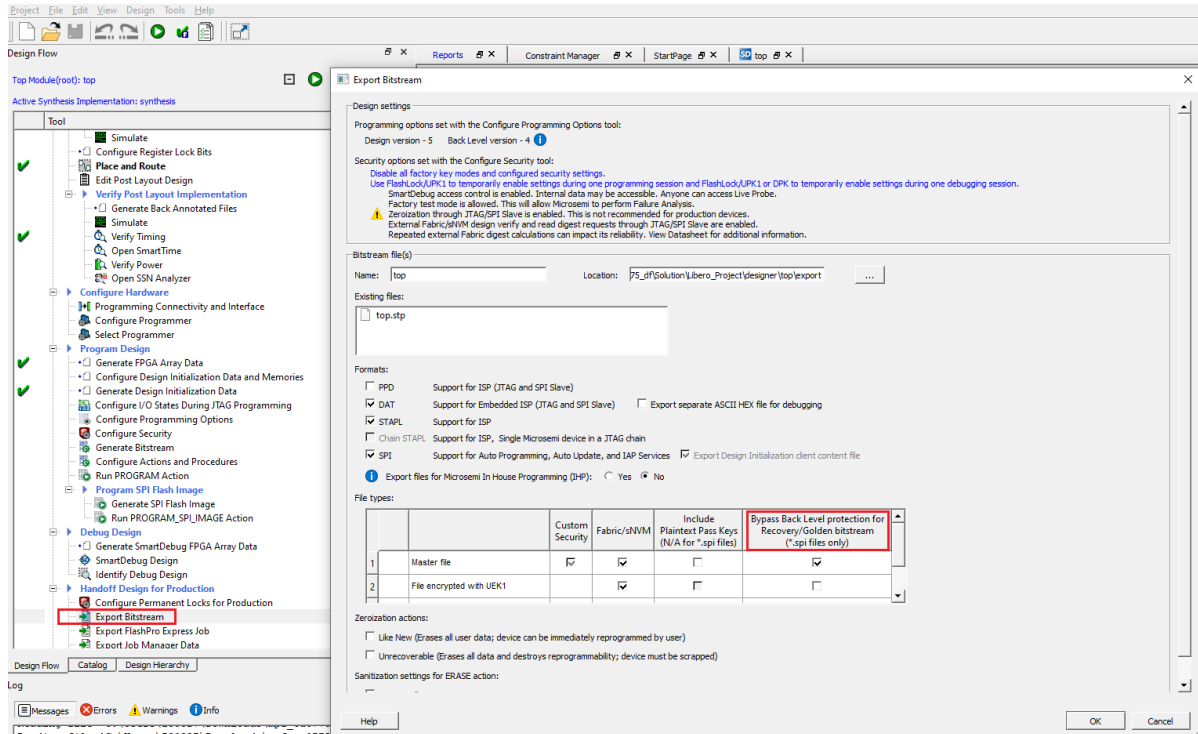 Project File Edit View Design Tools Help
Design Flow
Reports
Constraint Manager
StartPage
SD top
Top Module(root): top
Active Synthesis Implementation: synthesis
Tool
Simulate
Configure Register Lock Bits
Place and Route
Edit Post Layout Design
Verify Post Layout Implementation
Generate Back Annotated Files
Simulate
Verify Timing
Open SmartTime
Verify Power
Open SSN Analyzer
Configure Hardware
Programming Connectivity and Interface
Configure Programmer
Select Programmer
Program Design
Generate FPGA Array Data
Configure Design Initialization Data and Memories
Generate Design Initialization Data
Configure I/O States During JTAG Programming
Configure Programming Options
Configure Security
Generate Bitstream
Configure Actions and Procedures
Run PROGRAM Action
Program SPI Flash Image
Generate SPI Flash Image
Run PROGRAM_SPI_IMAGE Action
Debug Design
Generate SmartDebug FPGA Array Data
SmartDebug Design
Identify Debug Design
Handoff Design for Production
Configure Permanent Locks for Production
Export Bitstream
Export FlashPro Express Job
Export Job Manager Data
Design Flow Catalog Design Hierarchy
Log
Messages Errors Warnings Info
Export Bitstream
Design settings
Programming options set with the Configure Programming Options tool:
Design version - 5 Back Level version - 4
Security options set with the Configure Security tool:
Disable all factory key modes and configured security settings.
Use FlashLock/UPK1 to temporarily enable settings during one programming session and FlashLock/UPK1 or DPK to temporarily enable settings during one debugging session.
SmartDebug access control is enabled. Internal data may be accessible. Anyone can access Live Probe.
Factory test mode is allowed. This will allow Microsemi to perform Failure Analysis.
Zeroization through JTAG/SPI Slave is enabled. This is not recommended for production devices.
External Fabric/sNVM design verify and read digest requests through JTAG/SPI Slave are enabled.
Repeated external Fabric digest calculations can impact its reliability. View Datasheet for additional information.
Bitstream file(s)
Name: top Location: 75_df\Solution\Libero_Project\designer\top\export ...
Existing files:
top.stp
Formats:
PPD Support for ISP (JTAG and SPI Slave)
DAT Support for Embedded ISP (JTAG and SPI Slave) Export separate ASCII HEX file for debugging
STAPL Support for ISP
Chain STAPL Support for ISP, Single Microsemi device in a JTAG chain
SPI Support for Auto Programming, Auto Update, and IAP Services Export Design Initialization client content file
Export files for Microsemi In House Programming (IHP): Yes No
File types:
Custom Security
Fabric/sNVM
Include Plaintext Pass Keys (N/A for *.spi files)
Bypass Back Level protection for Recovery/Golden bitstream (*.spi files only)
1 Master file
2 File encrypted with UEK1
Zeroization actions:
Like New (Erases all user data; device can be immediately reprogrammed by user)
Unrecoverable (Erases all data and destroys reprogrammability; device must be scrapped)
Sanitization settings for ERASE action:
Help OK Cancel